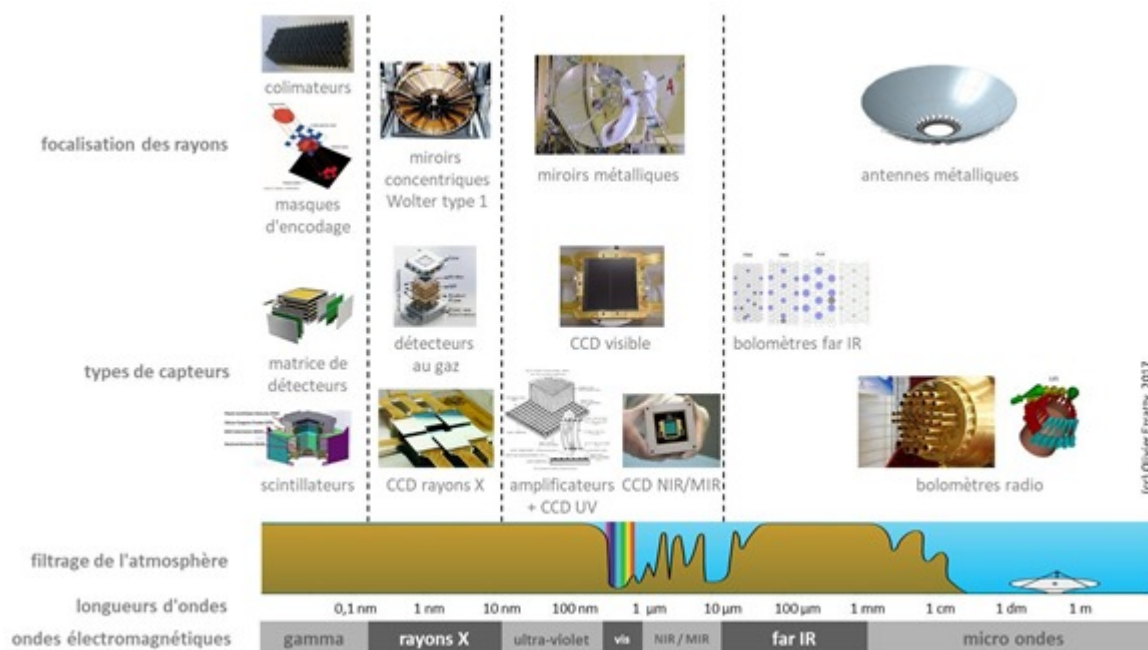 colimateurs
focalisation des rayons
masques
d'encodage
miroirs
concentriques
Wolter type 1
miroirs métalliques
antennes métalliques
types de capteurs
matrice de
détecteurs
détecteurs
au gaz
CCD visible
bolomètres far IR
scintillateurs
CCD rayons X
amplificateurs
+ CCD UV
CCD NIR/MIR
bolomètres radio
(cc) Olivier Ezratty, 2017
filtrage de l'atmosphère
longueurs d'ondes
0,1 nm 1 nm 10 nm 100 nm 1 µm 10 µm 100 µm 1 mm 1 cm 1 dm 1 m
ondes électromagnétiques
gamma rayons X ultra-violet vis NIR / MIR far IR micro ondes